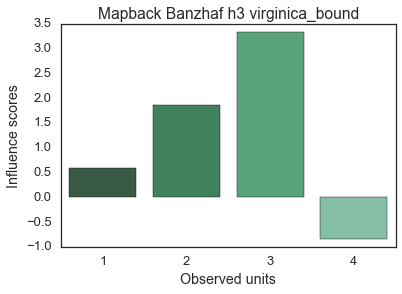 Mapback Banzhaf h3 virginica_bound
3.5
3.0
2.5
2.0
1.5
1.0
0.5
0.0
−0.5
−1.0
Influence scores
1 2 3 4
Observed units